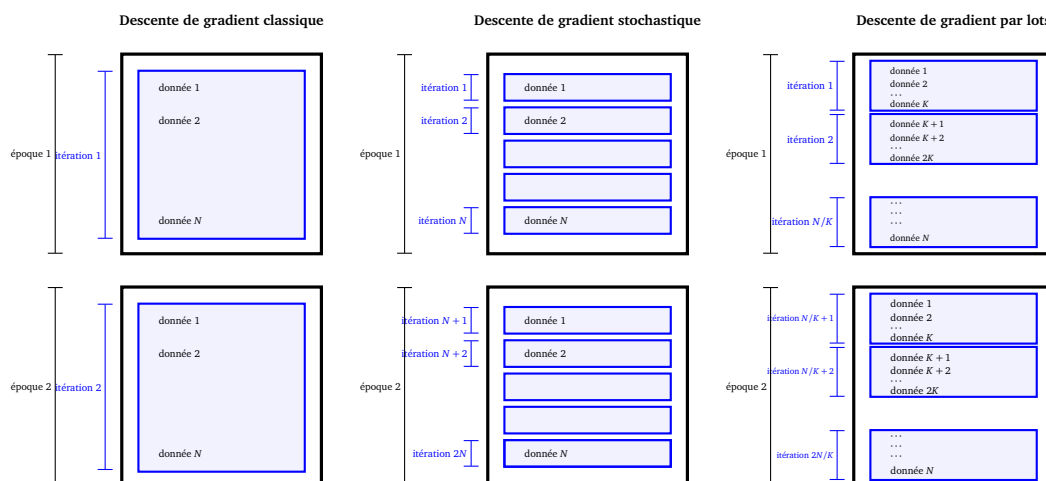 Descente de gradient classique
Descente de gradient stochastique
Descente de gradient par lots
époque 1
itération 1
donnée 1
donnée 2
donnée N
époque 1
itération 1
itération 2
itération N
donnée 1
donnée 2
donnée N
époque 1
itération 1
itération 2
itération N/K
donnée 1
donnée 2
...
donnée K
donnée K + 1
donnée K + 2
...
donnée 2K
...
...
...
donnée N
époque 2
itération 2
donnée 1
donnée 2
donnée N
époque 2
itération N + 1
itération N + 2
itération 2N
donnée 1
donnée 2
donnée N
époque 2
itération N/K + 1
itération N/K + 2
itération 2N/K
donnée 1
donnée 2
...
donnée K
donnée K + 1
donnée K + 2
...
donnée 2K
...
...
...
donnée N